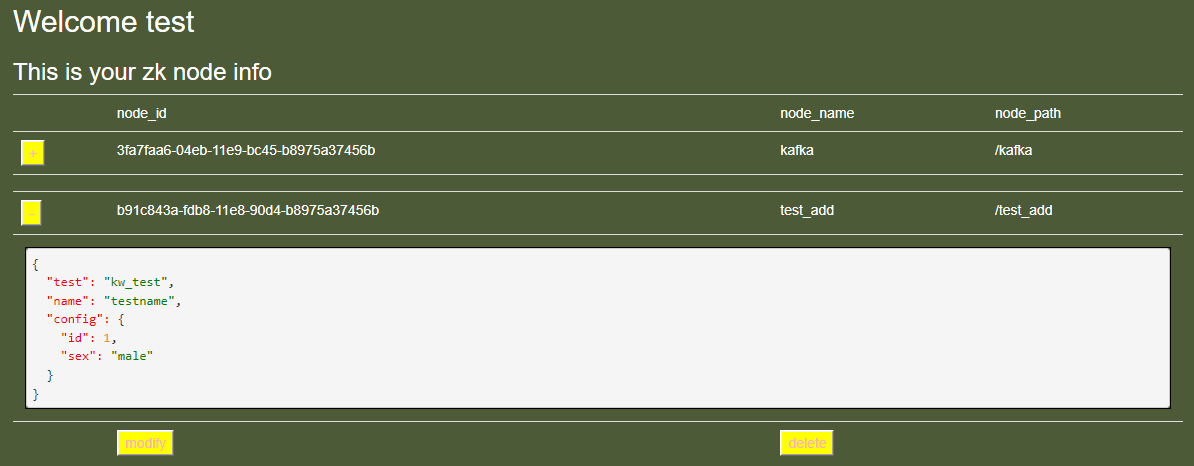 Welcome test
This is your zk node info
node_id node_name node_path
+ 3fa7faa6-04eb-11e9-bc45-b8975a37456b kafka /kafka
- b91c843a-fdb8-11e8-90d4-b8975a37456b test_add /test_add
{
  "test": "kw_test",
  "name": "testname",
  "config": {
    "id": 1,
    "sex": "male"
  }
}
modify delete